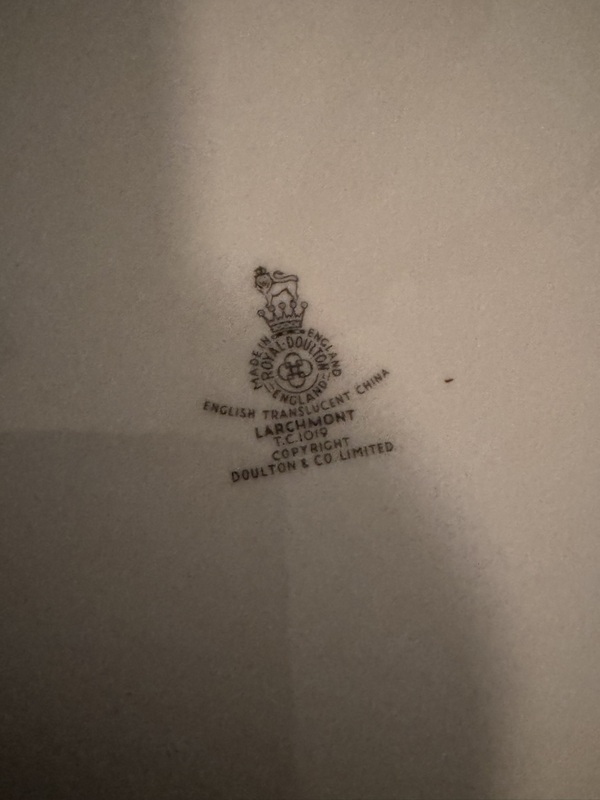 MADE IN ENGLAND
ROYAL·DOULTON
ENGLAND
ENGLISH TRANSLUCENT CHINA
LARCHMONT
T.C.1019
COPYRIGHT
DOULTON & CO. LIMITED